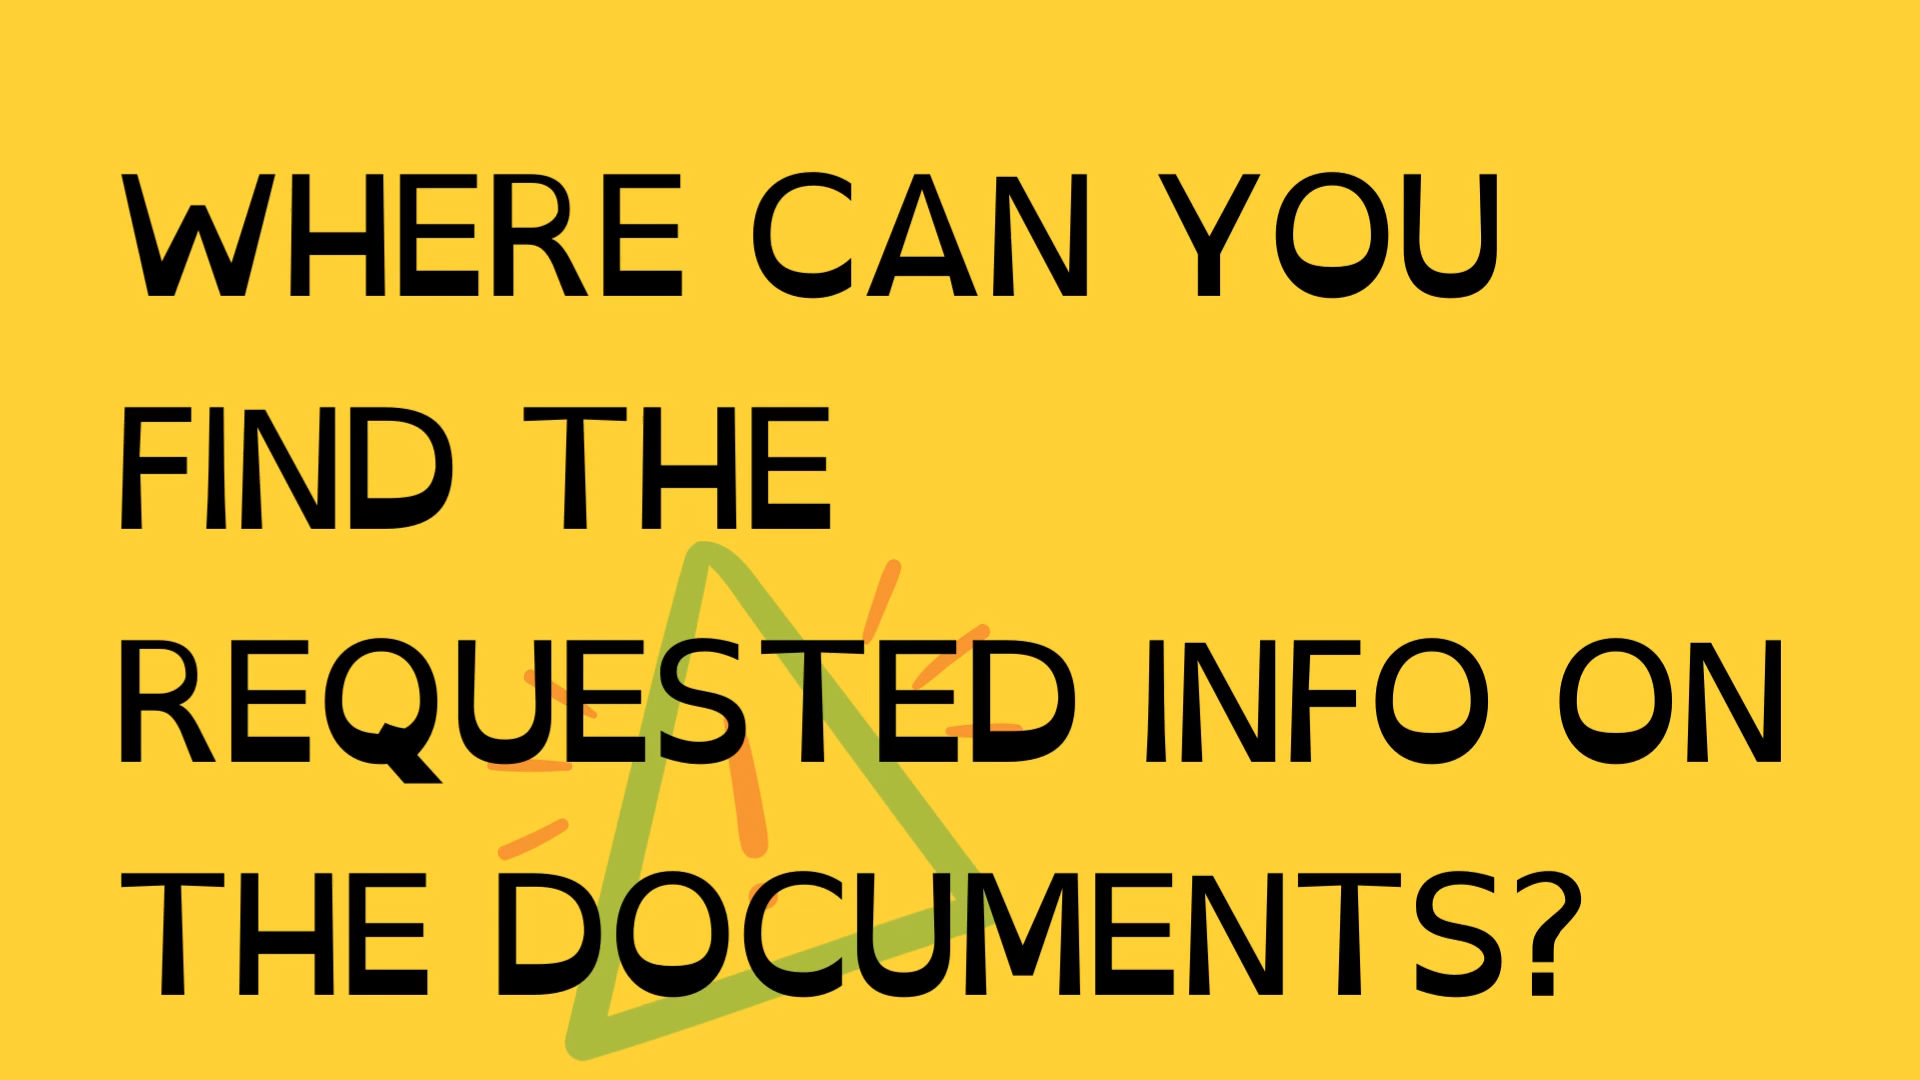 WHERE CAN YOU
FIND THE
REQUESTED INFO ON
THE DOCUMENTS?